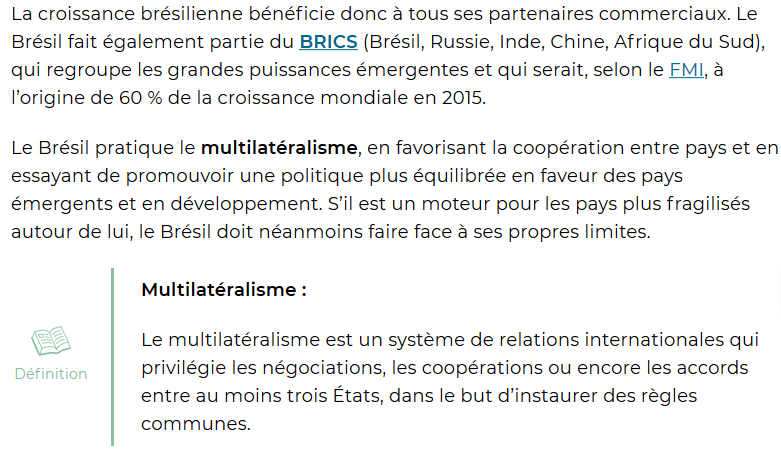 La croissance brésilienne bénéficie donc à tous ses partenaires commerciaux. Le
Brésil fait également partie du BRICS (Brésil, Russie, Inde, Chine, Afrique du Sud),
qui regroupe les grandes puissances émergentes et qui serait, selon le FMI, à
l’origine de 60 % de la croissance mondiale en 2015.
Le Brésil pratique le multilatéralisme, en favorisant la coopération entre pays et en
essayant de promouvoir une politique plus équilibrée en faveur des pays
émergents et en développement. S’il est un moteur pour les pays plus fragilisés
autour de lui, le Brésil doit néanmoins faire face à ses propres limites.
Définition
Multilatéralisme :
Le multilatéralisme est un système de relations internationales qui
privilégie les négociations, les coopérations ou encore les accords
entre au moins trois États, dans le but d’instaurer des règles
communes.